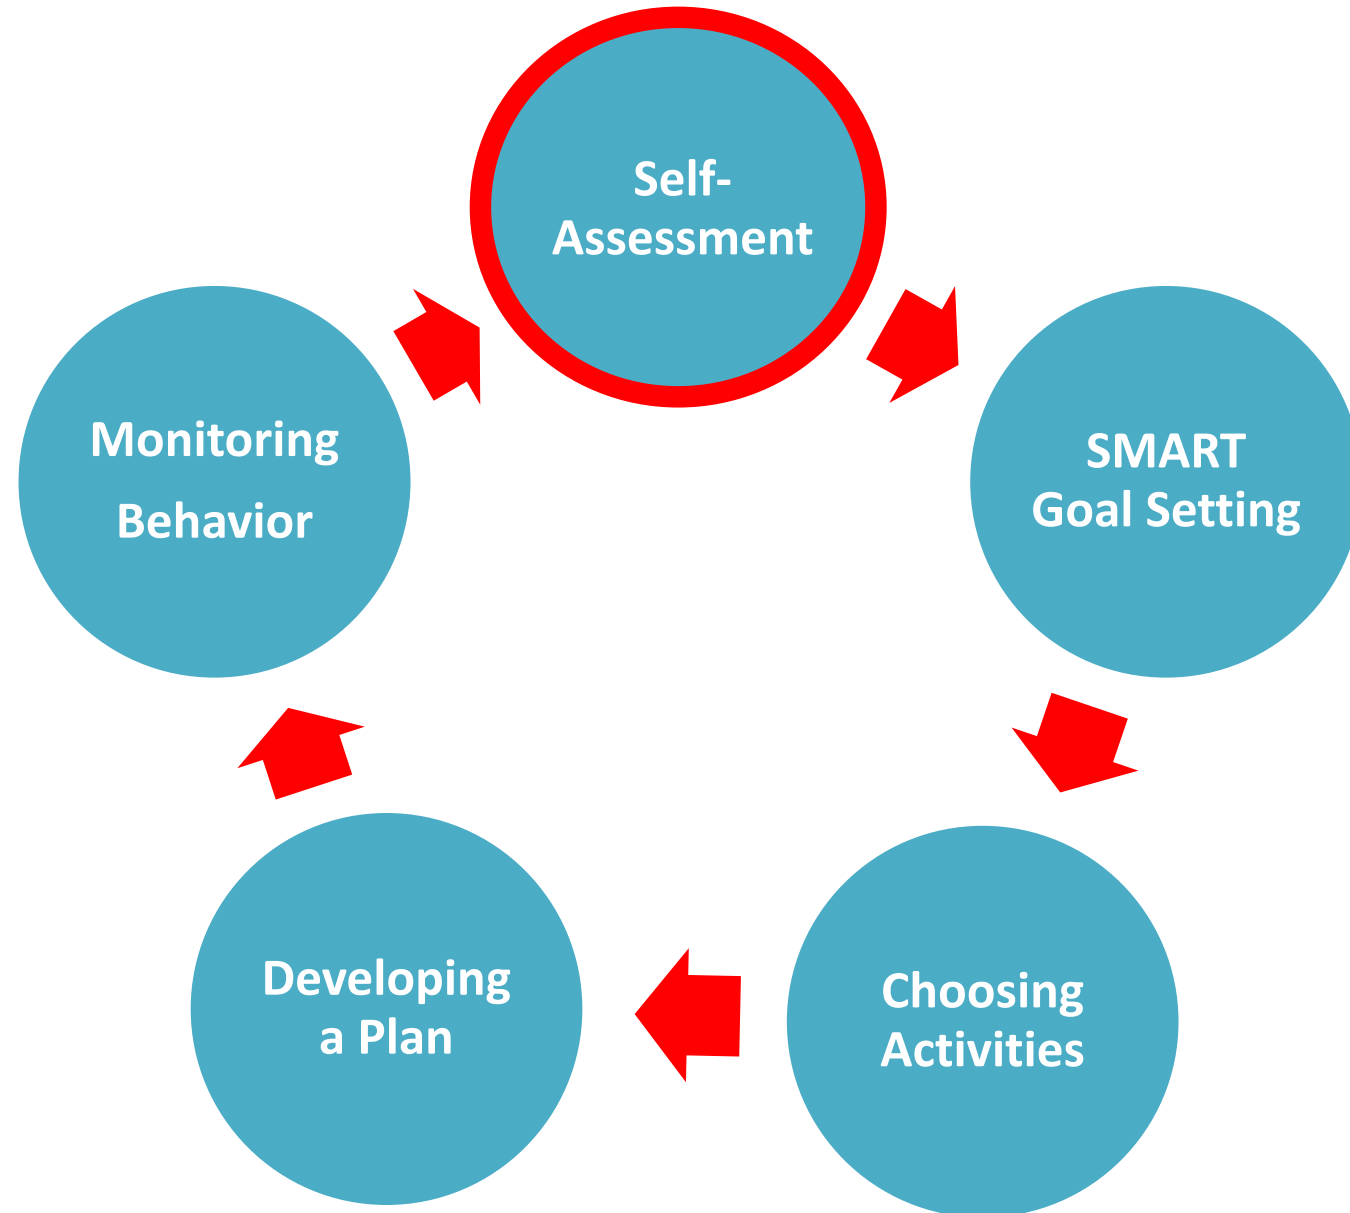 Self-
Assessment
SMART
Goal Setting
Choosing
Activities
Developing
a Plan
Monitoring
Behavior